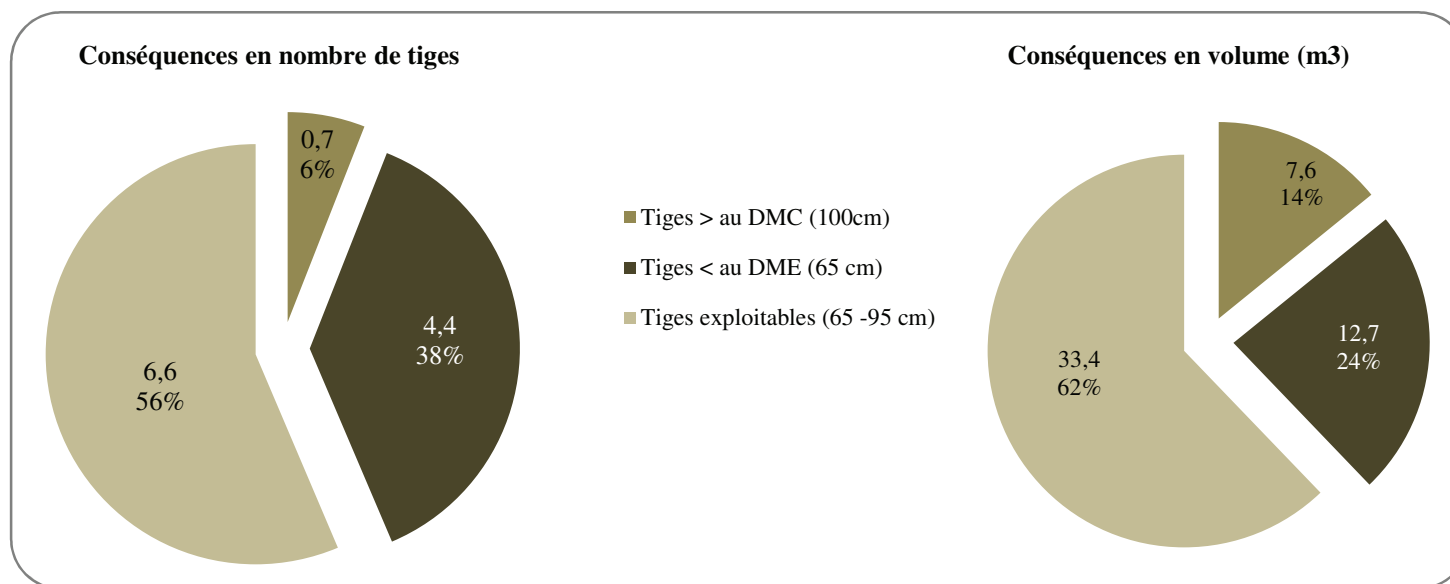 Conséquences en nombre de tiges
0,7
6%
4,4
38%
6,6
56%
Tiges > au DMC (100cm)
Tiges < au DME (65 cm)
Tiges exploitables (65 -95 cm)
Conséquences en volume (m3)
7,6
14%
12,7
24%
33,4
62%